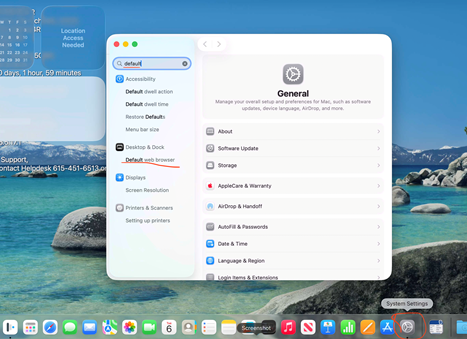 W T F S
Location
Access
Needed
0 days, 1 hour, 59 minutes
Support,
ontact Helpdesk 615-451-6513 or
default
Accessibility
Default dwell action
Default dwell time
Restore Defaults
Menu bar size
Desktop & Dock
Default web browser
Displays
Screen Resolution
Printers & Scanners
Setting up printers
General
Manage your overall setup and preferences for Mac, such as software
updates, device language, AirDrop, and more.
About
Software Update
Storage
AppleCare & Warranty
AirDrop & Handoff
AutoFill & Passwords
Date & Time
Language & Region
Login Items & Extensions
System Settings
6
Screenshot